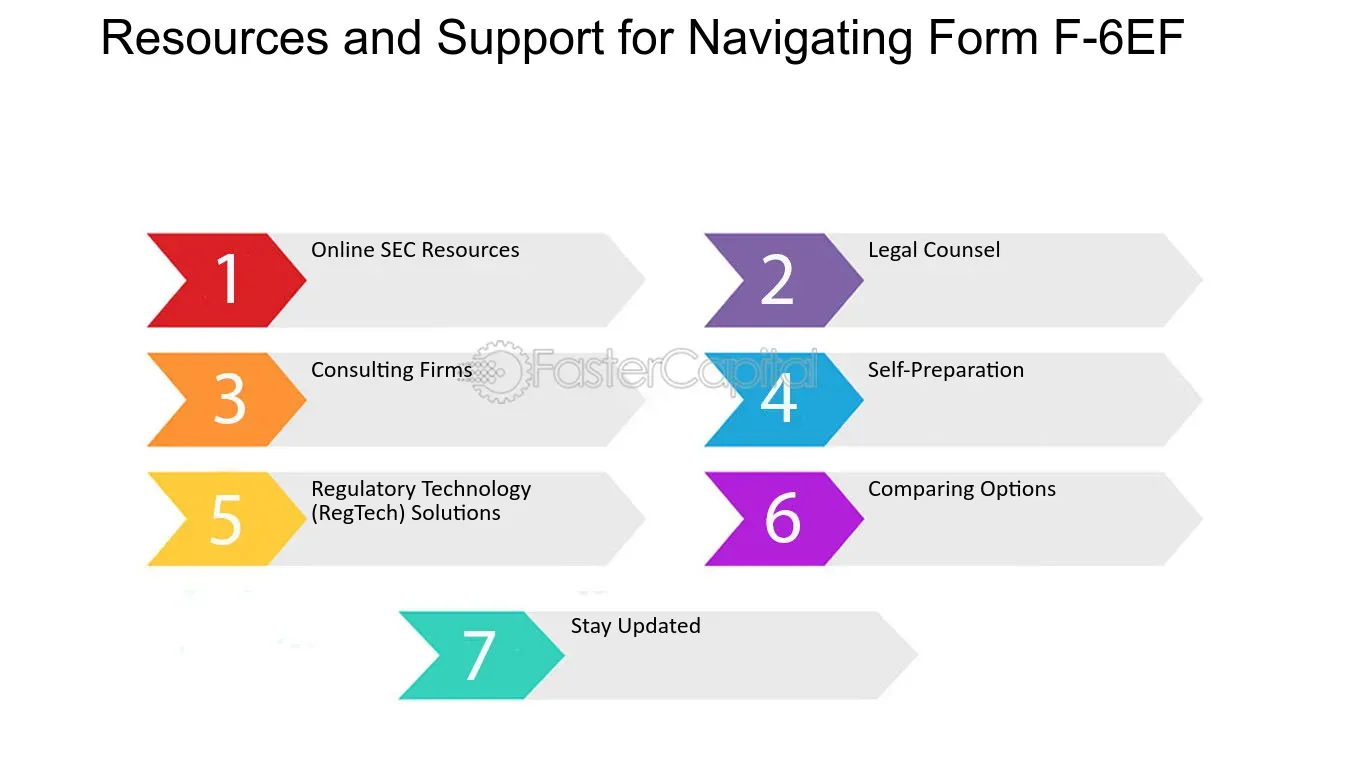 Resources and Support for Navigating Form F-6EF
1
Online SEC Resources
2
Legal Counsel
3
Consulting Firms
FasterCapital
4
Self-Preparation
5
Regulatory Technology
(RegTech) Solutions
6
Comparing Options
7
Stay Updated